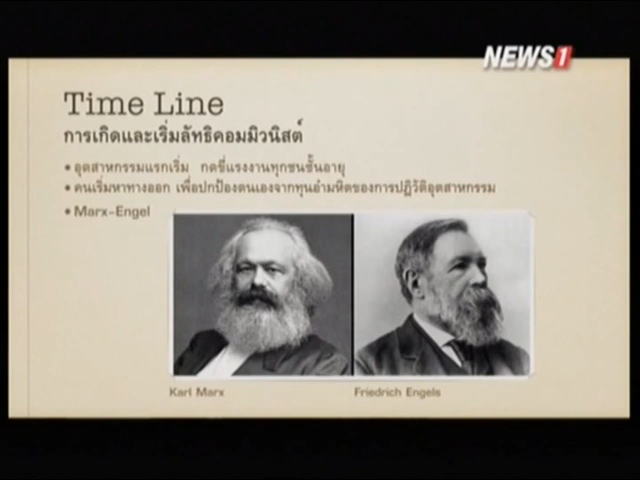 NEWS1
Time Line
การเกิดและเริ่มลัทธิคอมมิวนิสต์
• อุตสาหกรรมแรกเริ่ม กดขี่แรงงานทุกชนชั้นอายุ
• คนเริ่มหาทางออก เพื่อปกป้องตนเองจากทุนอำมหิตของการปฏิวัติอุตสาหกรรม
• Marx-Engel
Karl Marx
Friedrich Engels